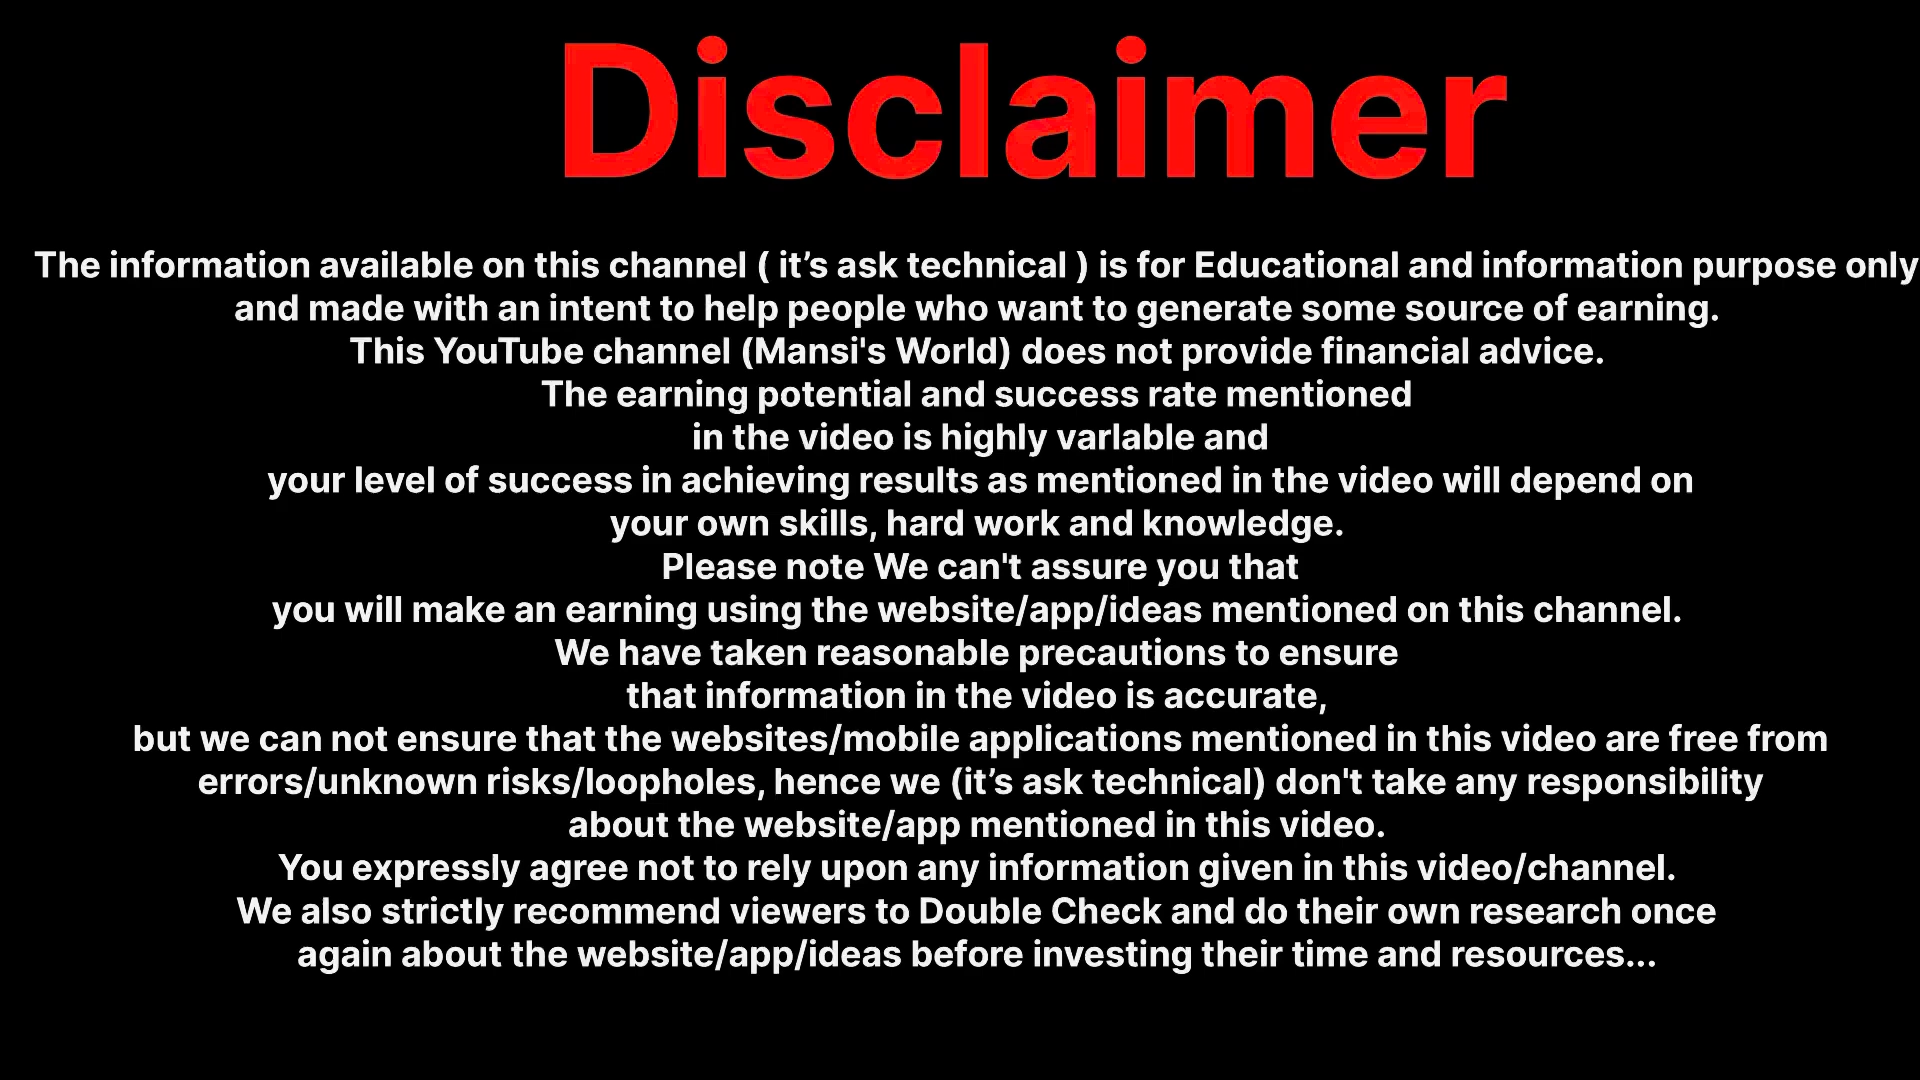 Disclaimer
The information available on this channel ( it’s ask technical ) is for Educational and information purpose only
and made with an intent to help people who want to generate some source of earning.
This YouTube channel (Mansi's World) does not provide financial advice.
The earning potential and success rate mentioned
in the video is highly varlable and
your level of success in achieving results as mentioned in the video will depend on
your own skills, hard work and knowledge.
Please note We can't assure you that
you will make an earning using the website/app/ideas mentioned on this channel.
We have taken reasonable precautions to ensure
that information in the video is accurate,
but we can not ensure that the websites/mobile applications mentioned in this video are free from
errors/unknown risks/loopholes, hence we (it’s ask technical) don't take any responsibility
about the website/app mentioned in this video.
You expressly agree not to rely upon any information given in this video/channel.
We also strictly recommend viewers to Double Check and do their own research once
again about the website/app/ideas before investing their time and resources...